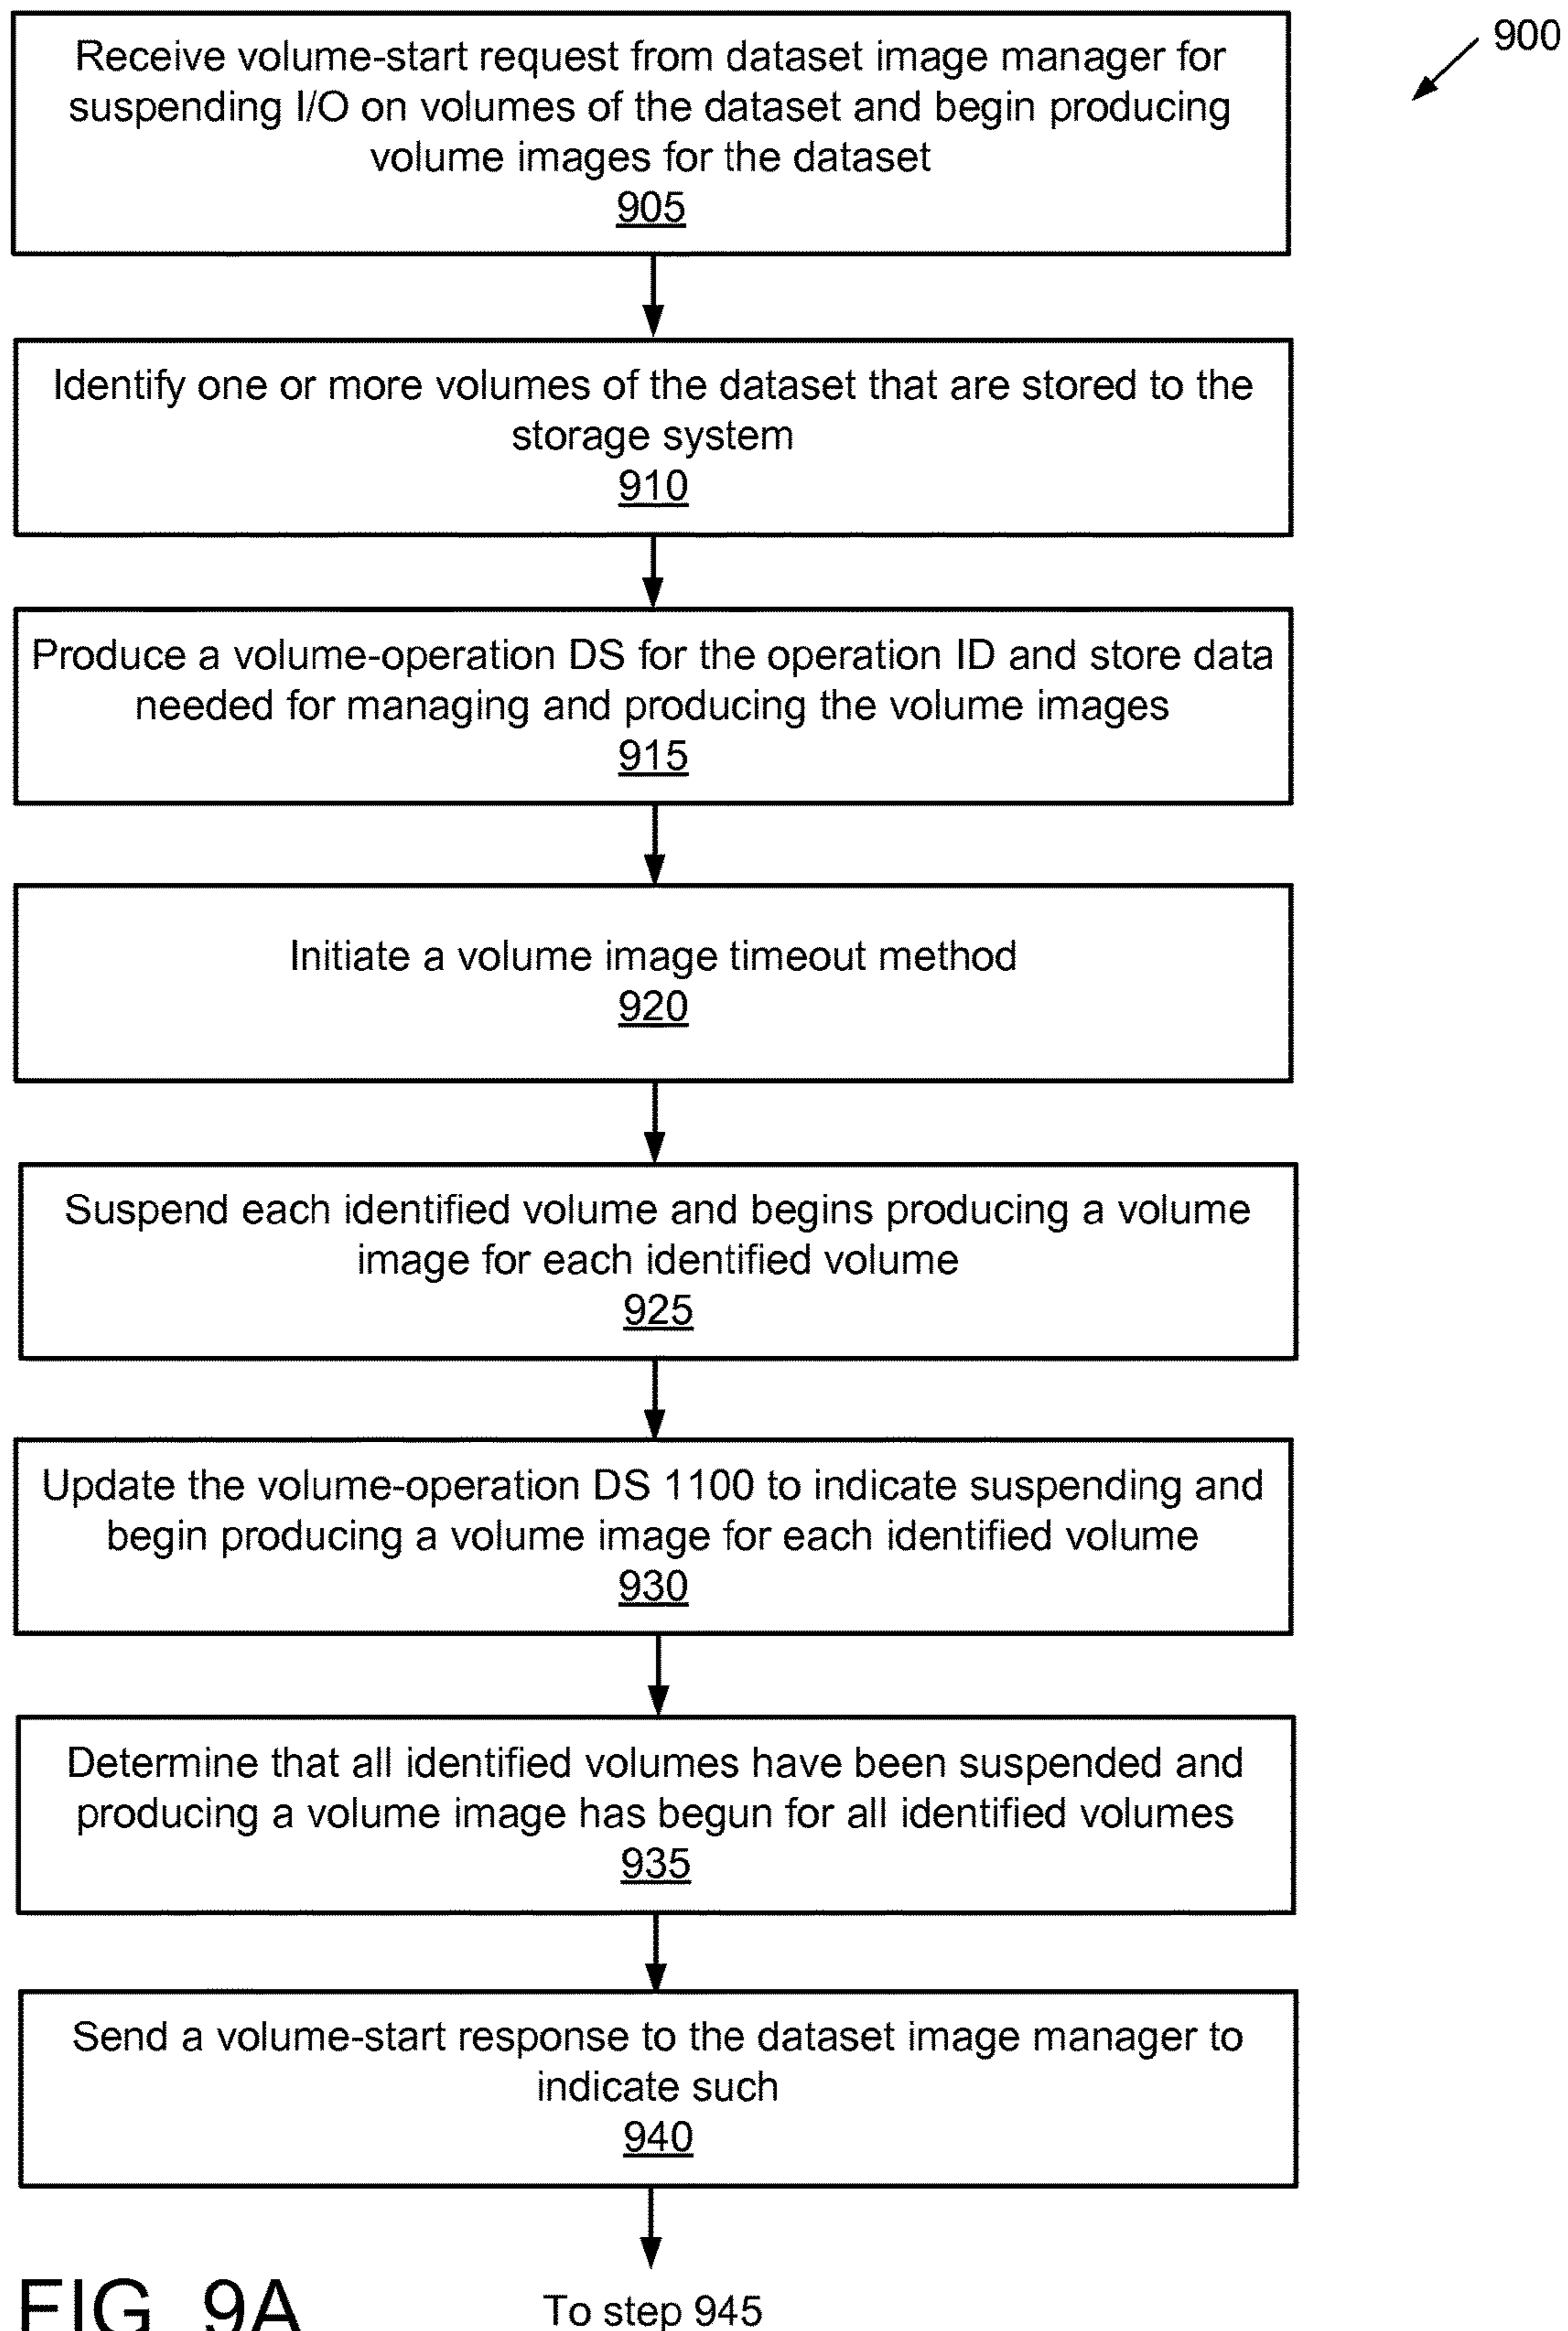 900
Receive volume-start request from dataset image manager for
suspending I/O on volumes of the dataset and begin producing
volume images for the dataset
905
Identify one or more volumes of the dataset that are stored to the
storage system
910
Produce a volume-operation DS for the operation ID and store data
needed for managing and producing the volume images
915
Initiate a volume image timeout method
920
Suspend each identified volume and begins producing a volume
image for each identified volume
925
Update the volume-operation DS 1100 to indicate suspending and
begin producing a volume image for each identified volume
930
Determine that all identified volumes have been suspended and
producing a volume image has begun for all identified volumes
935
Send a volume-start response to the dataset image manager to
indicate such
940
To step 945
FIG. 9A